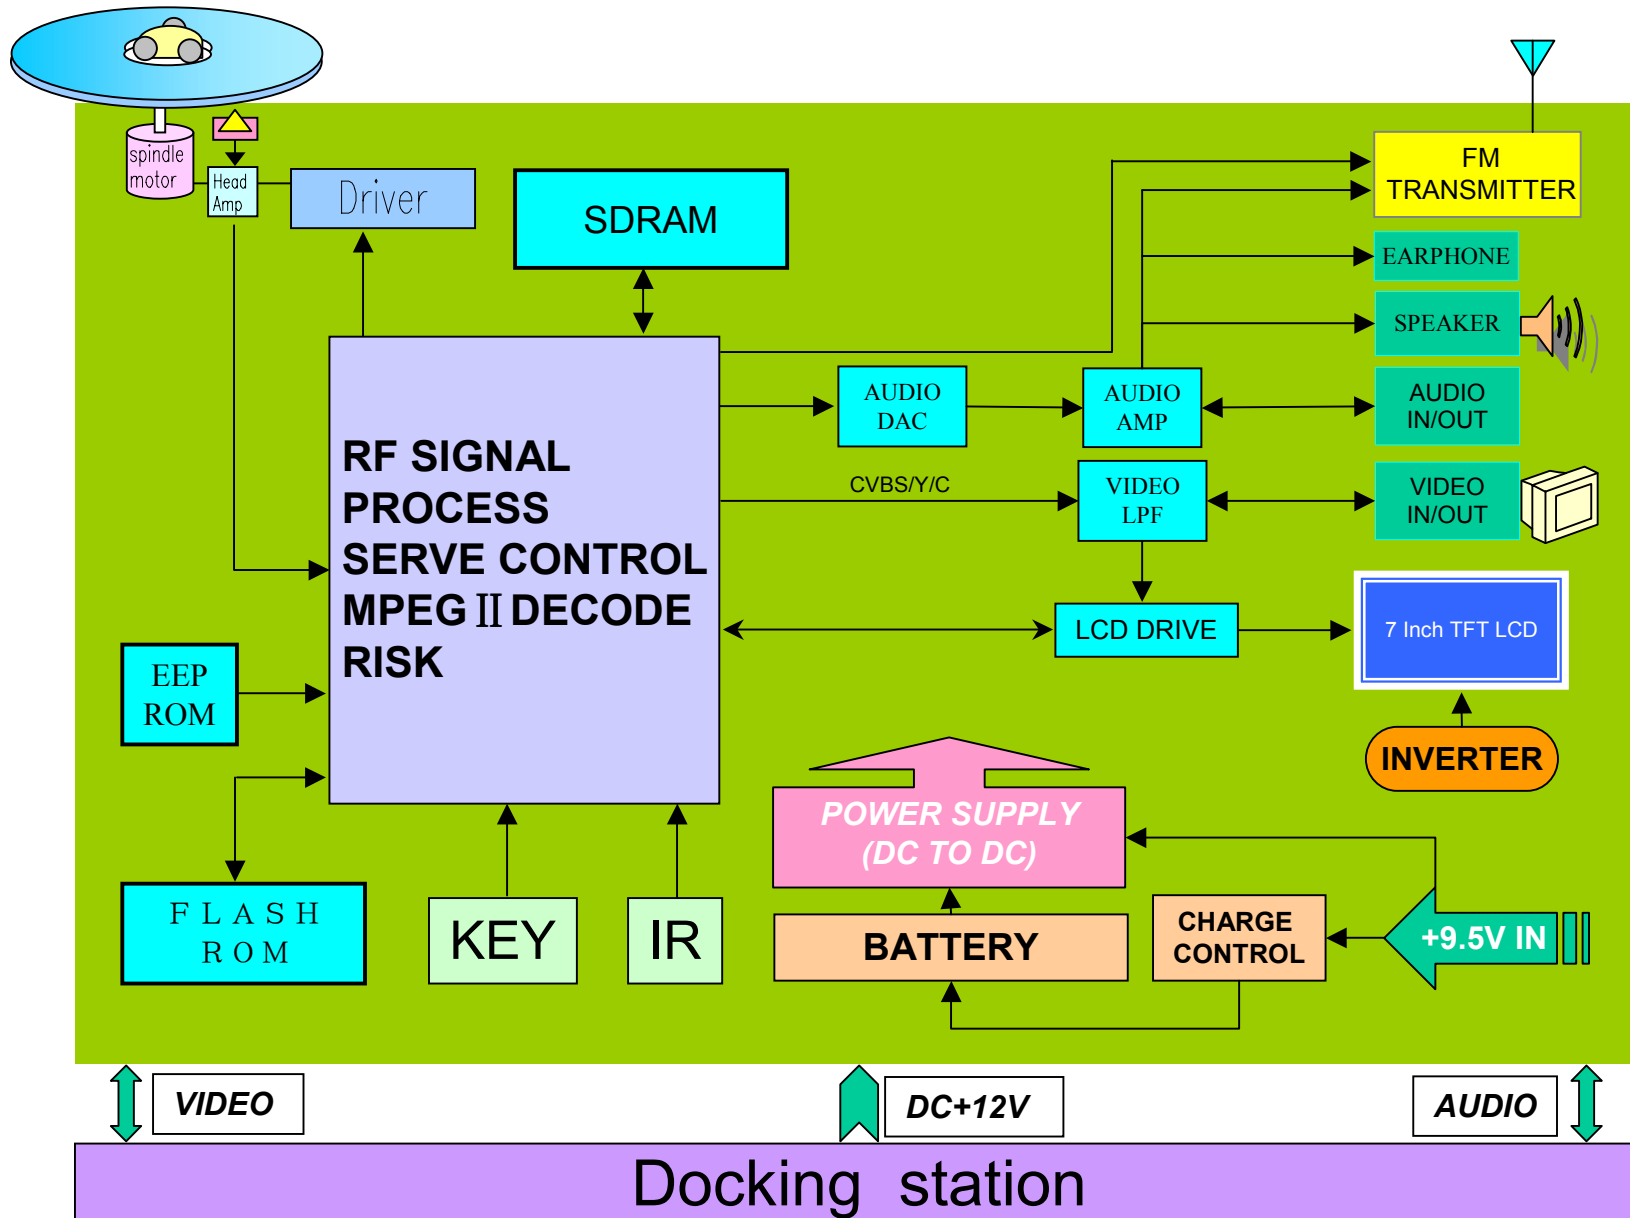 spindle
motor
Head
Amp
Driver
SDRAM
FM
TRANSMITTER
EARPHONE
SPEAKER
AUDIO
DAC
AUDIO
AMP
AUDIO
IN/OUT
RF SIGNAL
PROCESS
SERVE CONTROL
MPEG Ⅱ DECODE
RISK
CVBS/Y/C
VIDEO
LPF
VIDEO
IN/OUT
LCD DRIVE
7 Inch TFT LCD
EEP
ROM
INVERTER
POWER SUPPLY
(DC TO DC)
FLASH
ROM
KEY
IR
BATTERY
CHARGE
CONTROL
+9.5V IN
VIDEO
DC+12V
AUDIO
Docking station